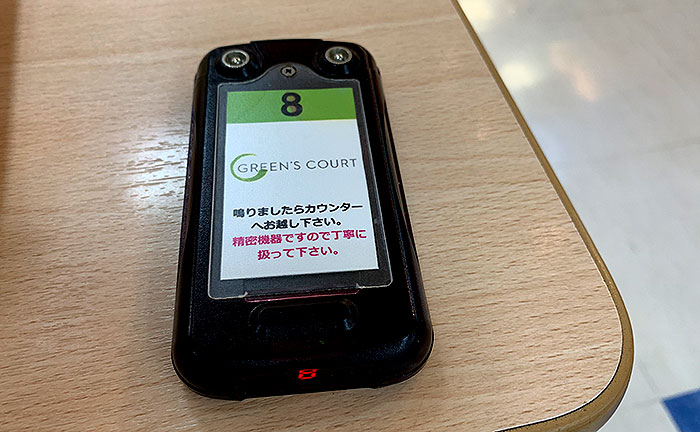 8
GREEN'S COURT
鳴りましたらカウンター
へお越し下さい。
精密機器ですので丁寧に
扱って下さい。
8